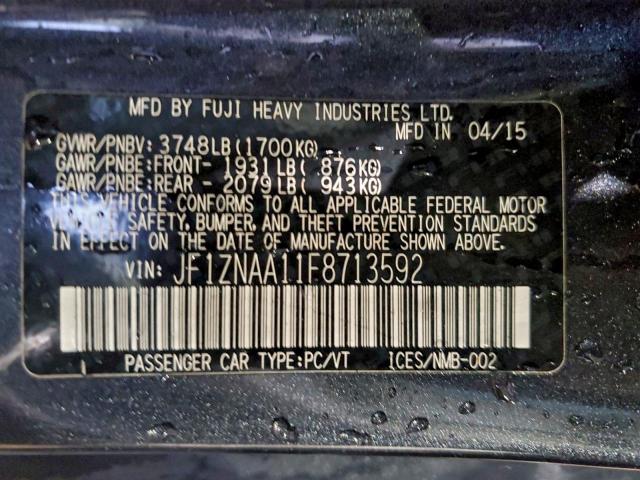 MFD BY FUJI HEAVY INDUSTRIES LTD.
MFD IN 04/15
GVWR/PNBV: 3748LB(1700KG)
GAWR/PNBE: FRONT- 1931LB( 876KG)
GAWR/PNBE: REAR - 2079LB( 943KG)
THIS VEHICLE CONFORMS TO ALL APPLICABLE FEDERAL MOTOR
VEHICLE SAFETY, BUMPER, AND THEFT PREVENTION STANDARDS
IN EFFECT ON THE DATE OF MANUFACTURE SHOWN ABOVE.
VIN: JF1ZNAA11F8713592
PASSENGER CAR TYPE:PC/VT ICES/NMB-002